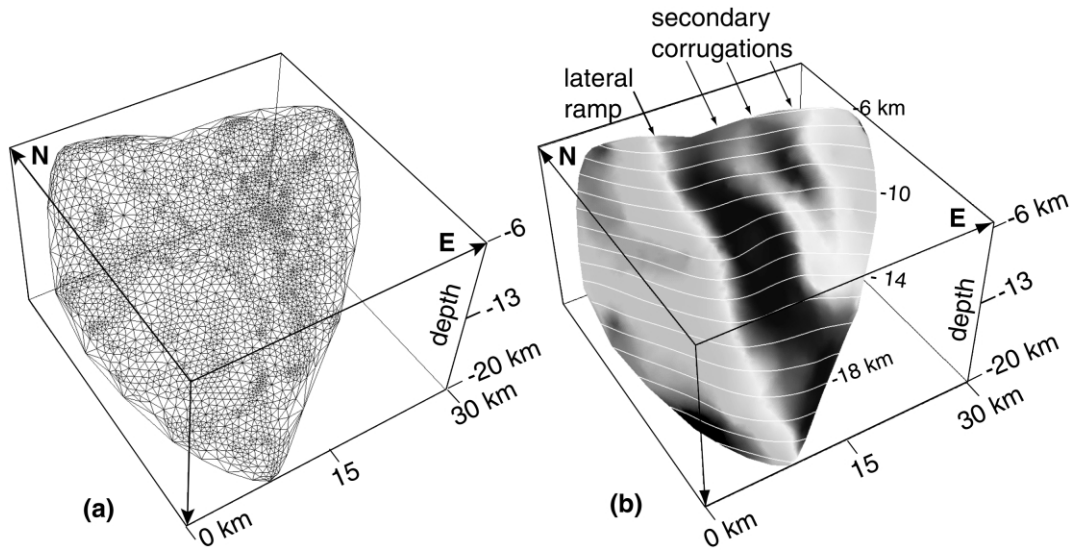 N
E
-6
-13
depth
-20 km
30 km
15
0 km
(a)
secondary
corrugations
lateral
ramp
N
-6 km
-10
E
-6 km
- 14
-13
depth
-18 km
-20 km
30 km
15
0 km
(b)